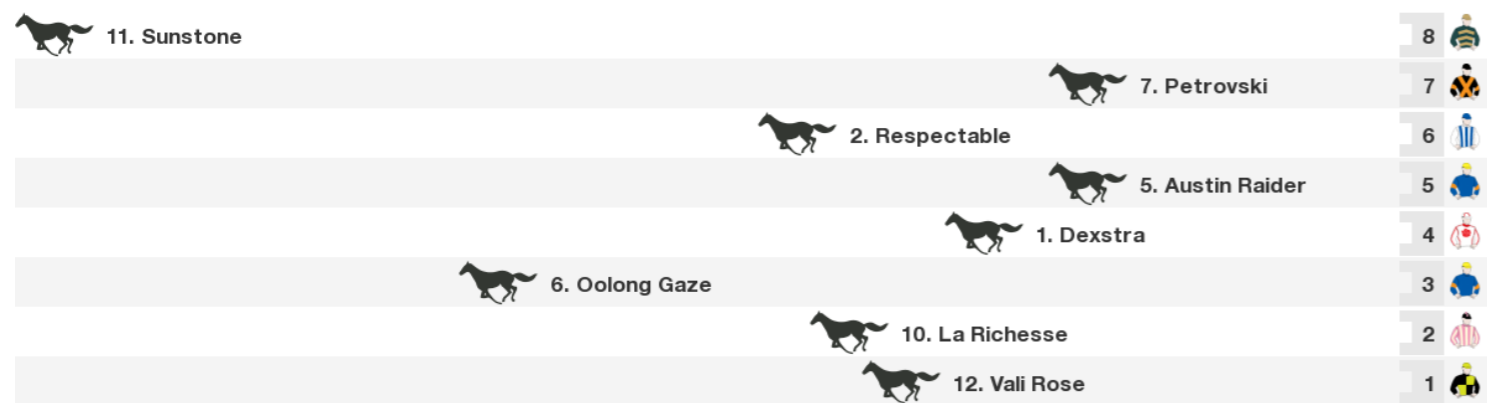 11. Sunstone 8
7. Petrovski 7
2. Respectable 6
5. Austin Raider 5
1. Dexstra 4
6. Oolong Gaze 3
10. La Richesse 2
12. Vali Rose 1